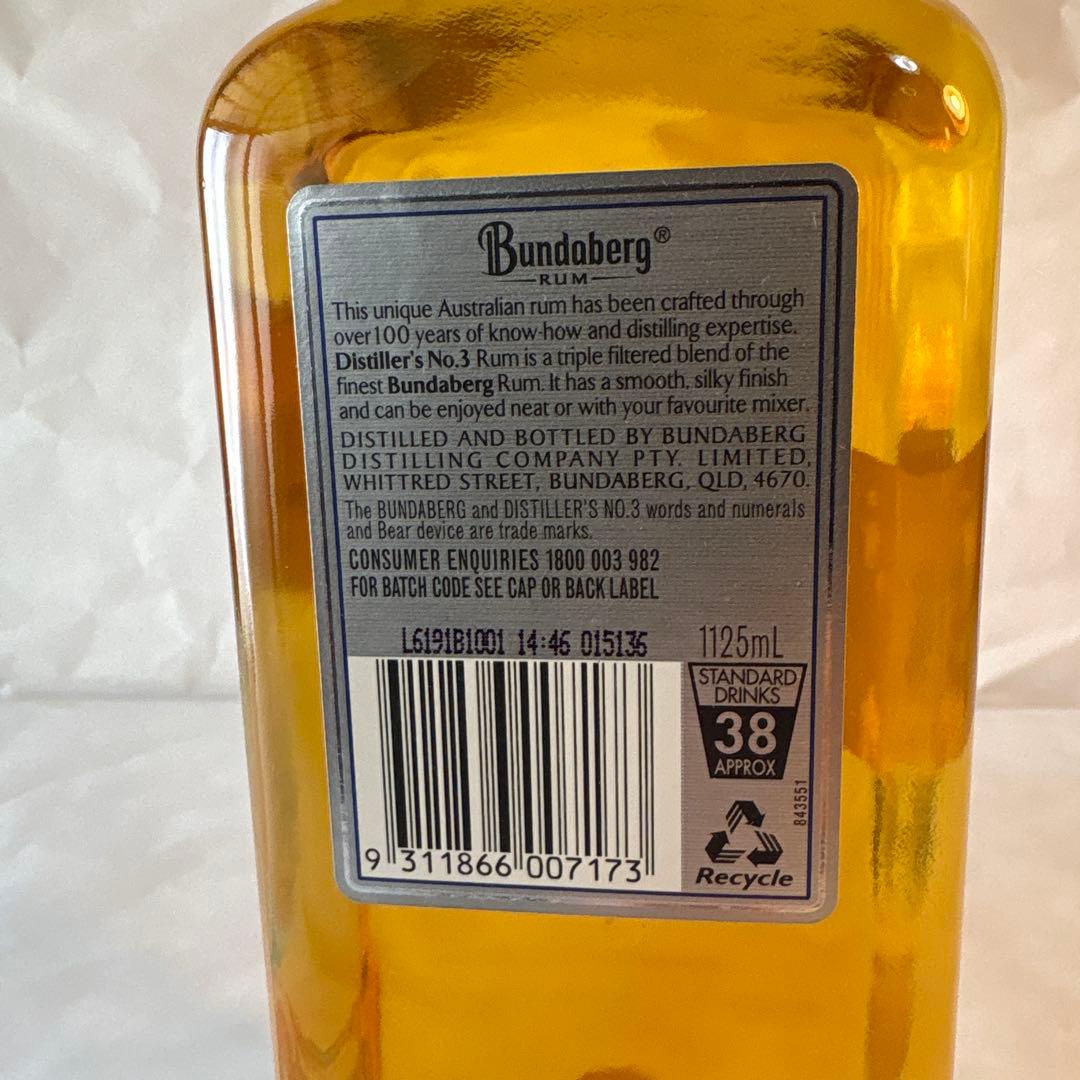 Bundaberg®
RUM
This unique Australian rum has been crafted through
over 100 years of know-how and distilling expertise.
Distiller's No.3 Rum is a triple filtered blend of the
finest Bundaberg Rum. It has a smooth, silky finish
and can be enjoyed neat or with your favourite mixer.
DISTILLED AND BOTTLED BY BUNDABERG
DISTILLING COMPANY PTY. LIMITED,
WHITTRED STREET, BUNDABERG, QLD, 4670.
The BUNDABERG and DISTILLER'S NO.3 words and numerals
and Bear device are trade marks.
CONSUMER ENQUIRIES 1800 003 982
FOR BATCH CODE SEE CAP OR BACK LABEL
L6191B1001 14:46 015136
1125mL
STANDARD
DRINKS
38
APPROX
843551
Recycle
9 311866 007173